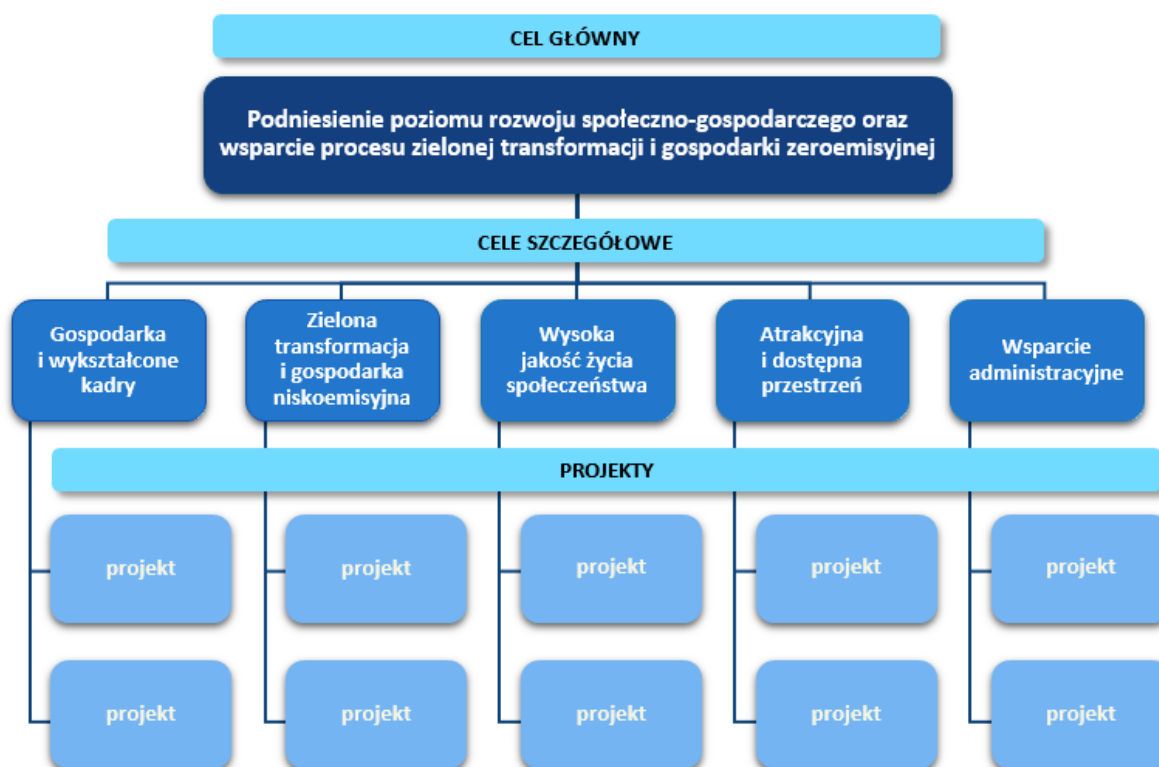 CEL GŁÓWNY
Podniesienie poziomu rozwoju społeczno-gospodarczego oraz
wsparcie procesu zielonej transformacji i gospodarki zeroemisyjnej
CELE SZCZEGÓŁOWE
Gospodarka
i wykształcone
kadry
Zielona
transformacja
i gospodarka
niskoemisyjna
Wysoka
jakość życia
społeczeństwa
Atrakcyjna
i dostępna
przestrzeń
Wsparcie
administracyjne
PROJEKTY
projekt
projekt
projekt
projekt
projekt
projekt
projekt
projekt
projekt
projekt